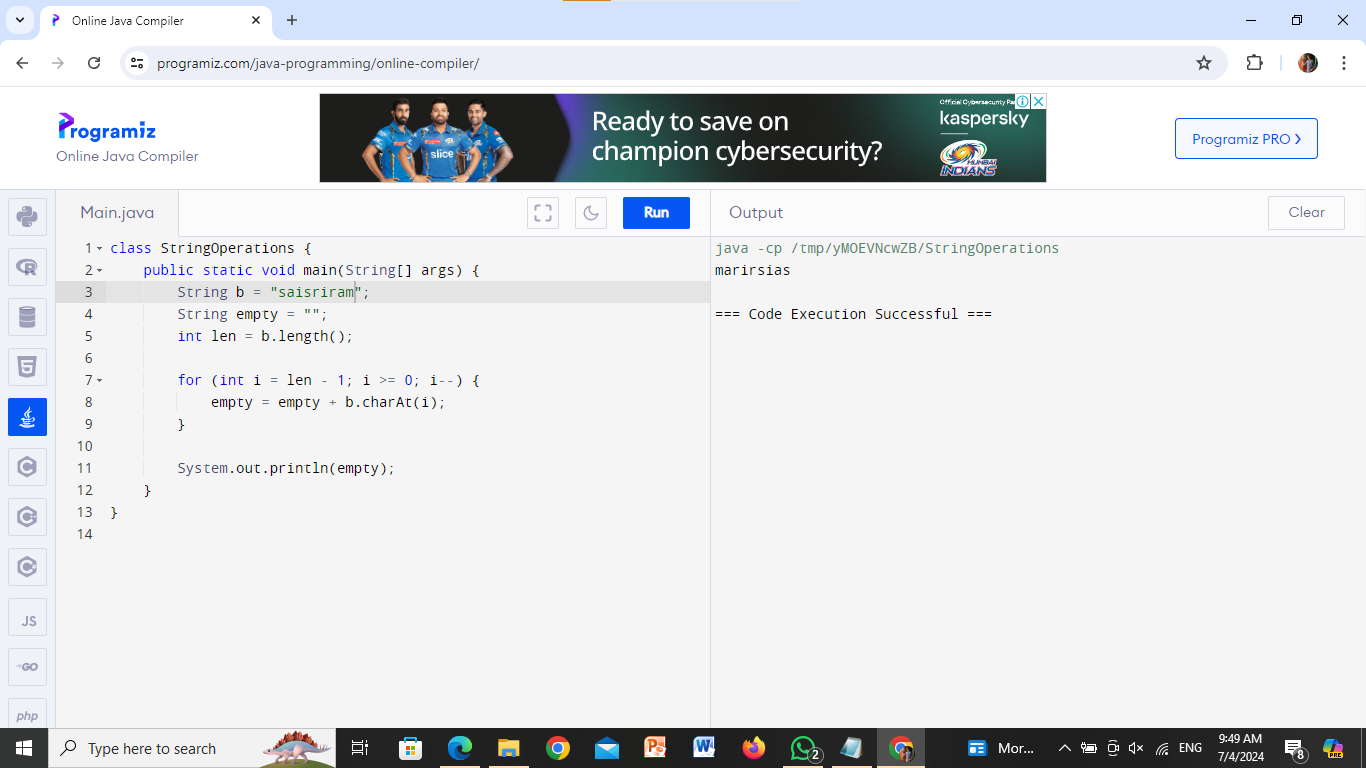 Online Java Compiler
programiz.com/java-programming/online-compiler/
Programiz
Online Java Compiler
Ready to save on
champion cybersecurity?
slice
kaspersky
MUMBAI
INDIANS
Programiz PRO
Main.java
Run
Output
Clear
1 class StringOperations {
2 public static void main(String[] args) {
3 String b = "saisriram";
4 String empty = "";
5 int len = b.length();
6
7 for (int i = len - 1; i >= 0; i--) {
8 empty = empty + b.charAt(i);
9 }
10
11 System.out.println(empty);
12 }
13 }
14
java -cp /tmp/yMOEVNcwZB/StringOperations
marirsias
=== Code Execution Successful ===
JS
GO
php
Type here to search
2
Mor...
ENG
9:49 AM
7/4/2024
8
PRE